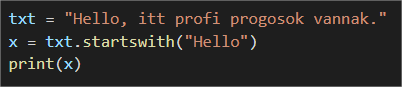 txt = "Hello, itt profi progosok vannak."
x = txt.startswith("Hello")
print(x)